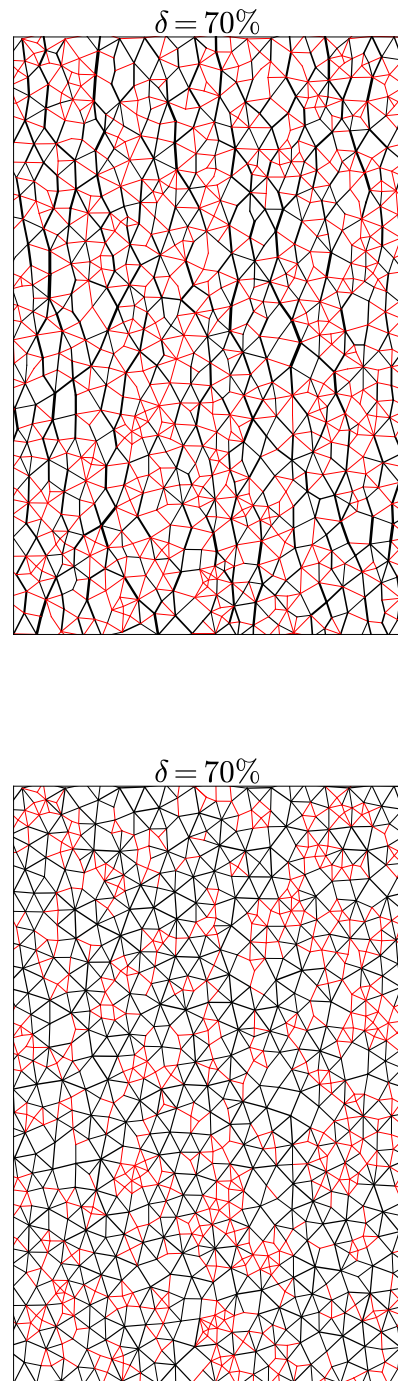 δ = 70%
δ = 70%